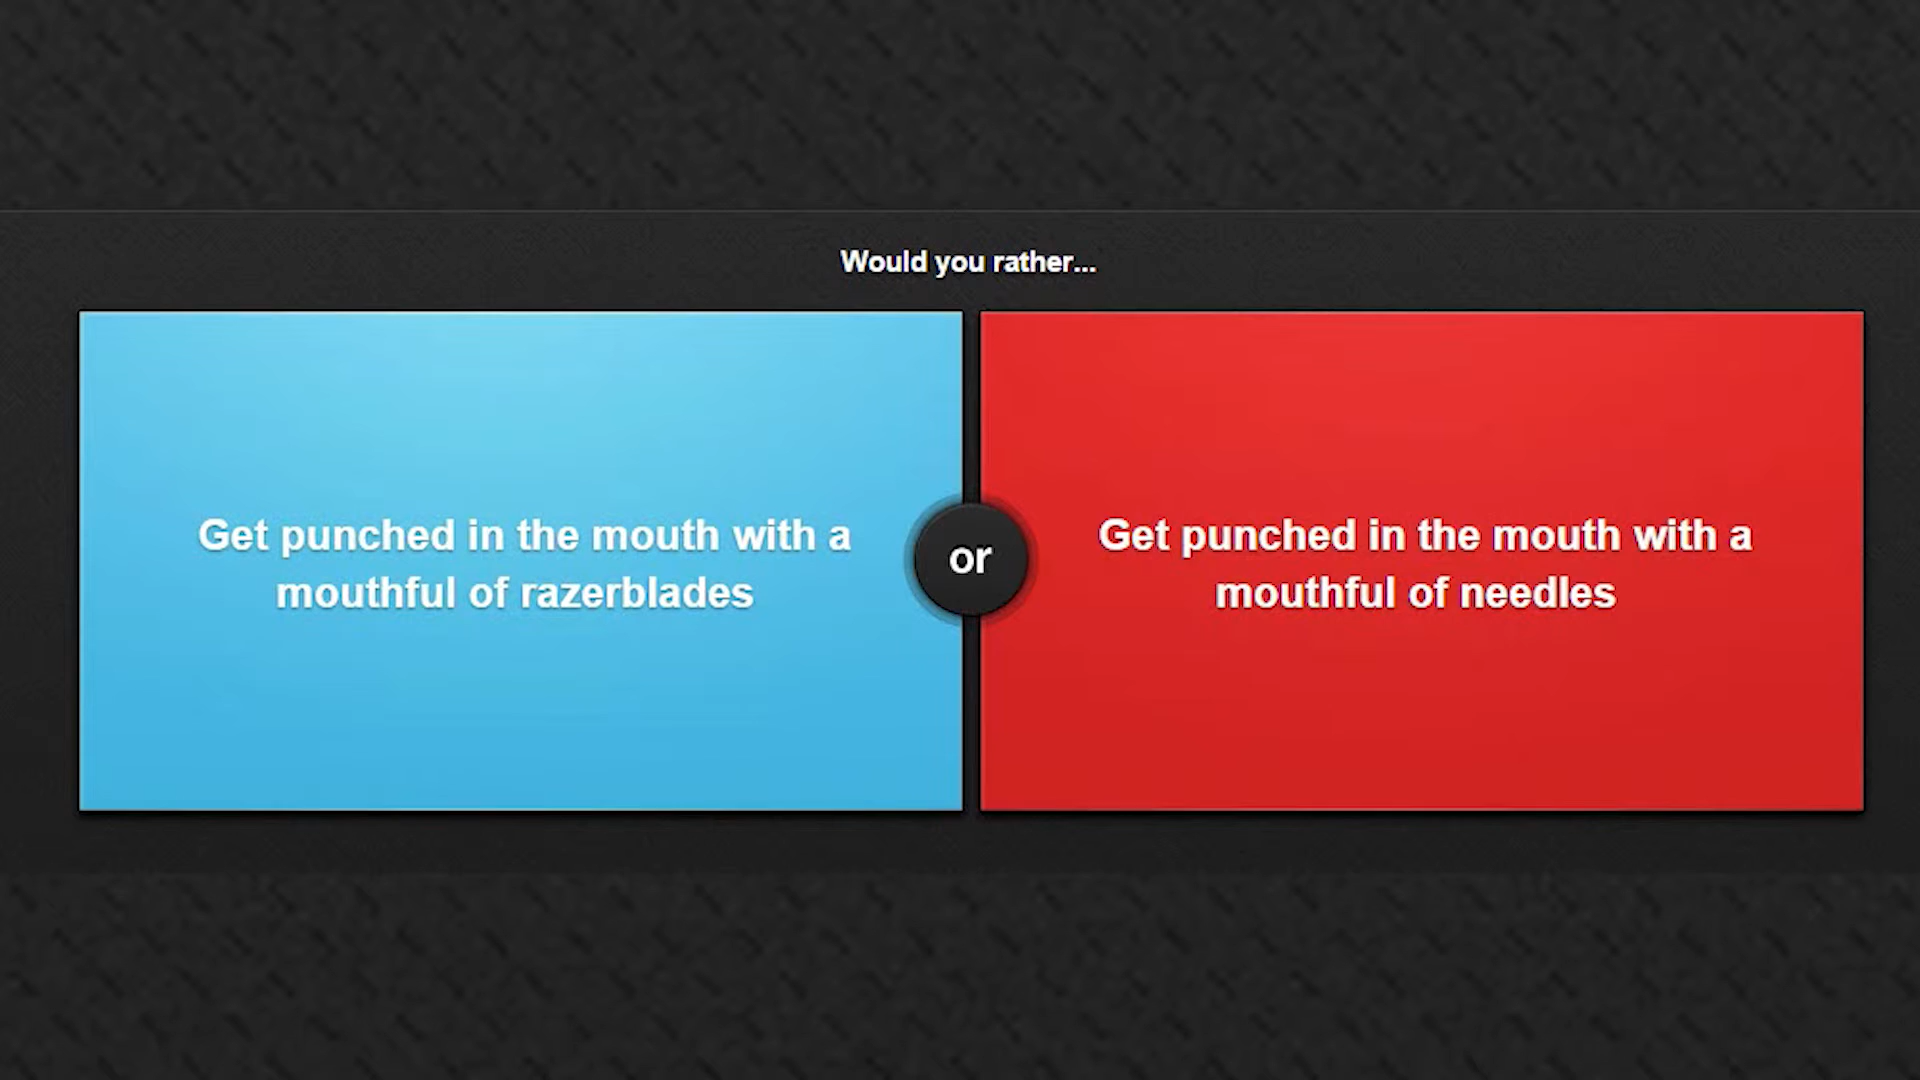 Would you rather...
Get punched in the mouth with a
mouthful of razerblades
or
Get punched in the mouth with a
mouthful of needles